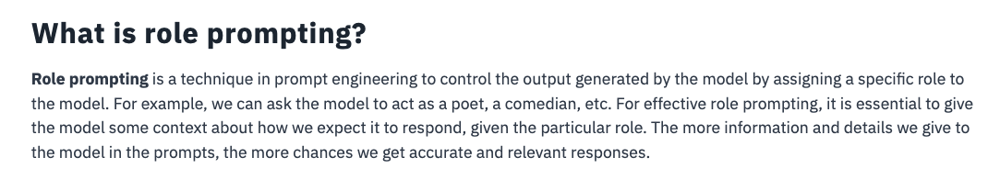 What is role prompting?
Role prompting is a technique in prompt engineering to control the output generated by the model by assigning a specific role to
the model. For example, we can ask the model to act as a poet, a comedian, etc. For effective role prompting, it is essential to give
the model some context about how we expect it to respond, given the particular role. The more information and details we give to
the model in the prompts, the more chances we get accurate and relevant responses.